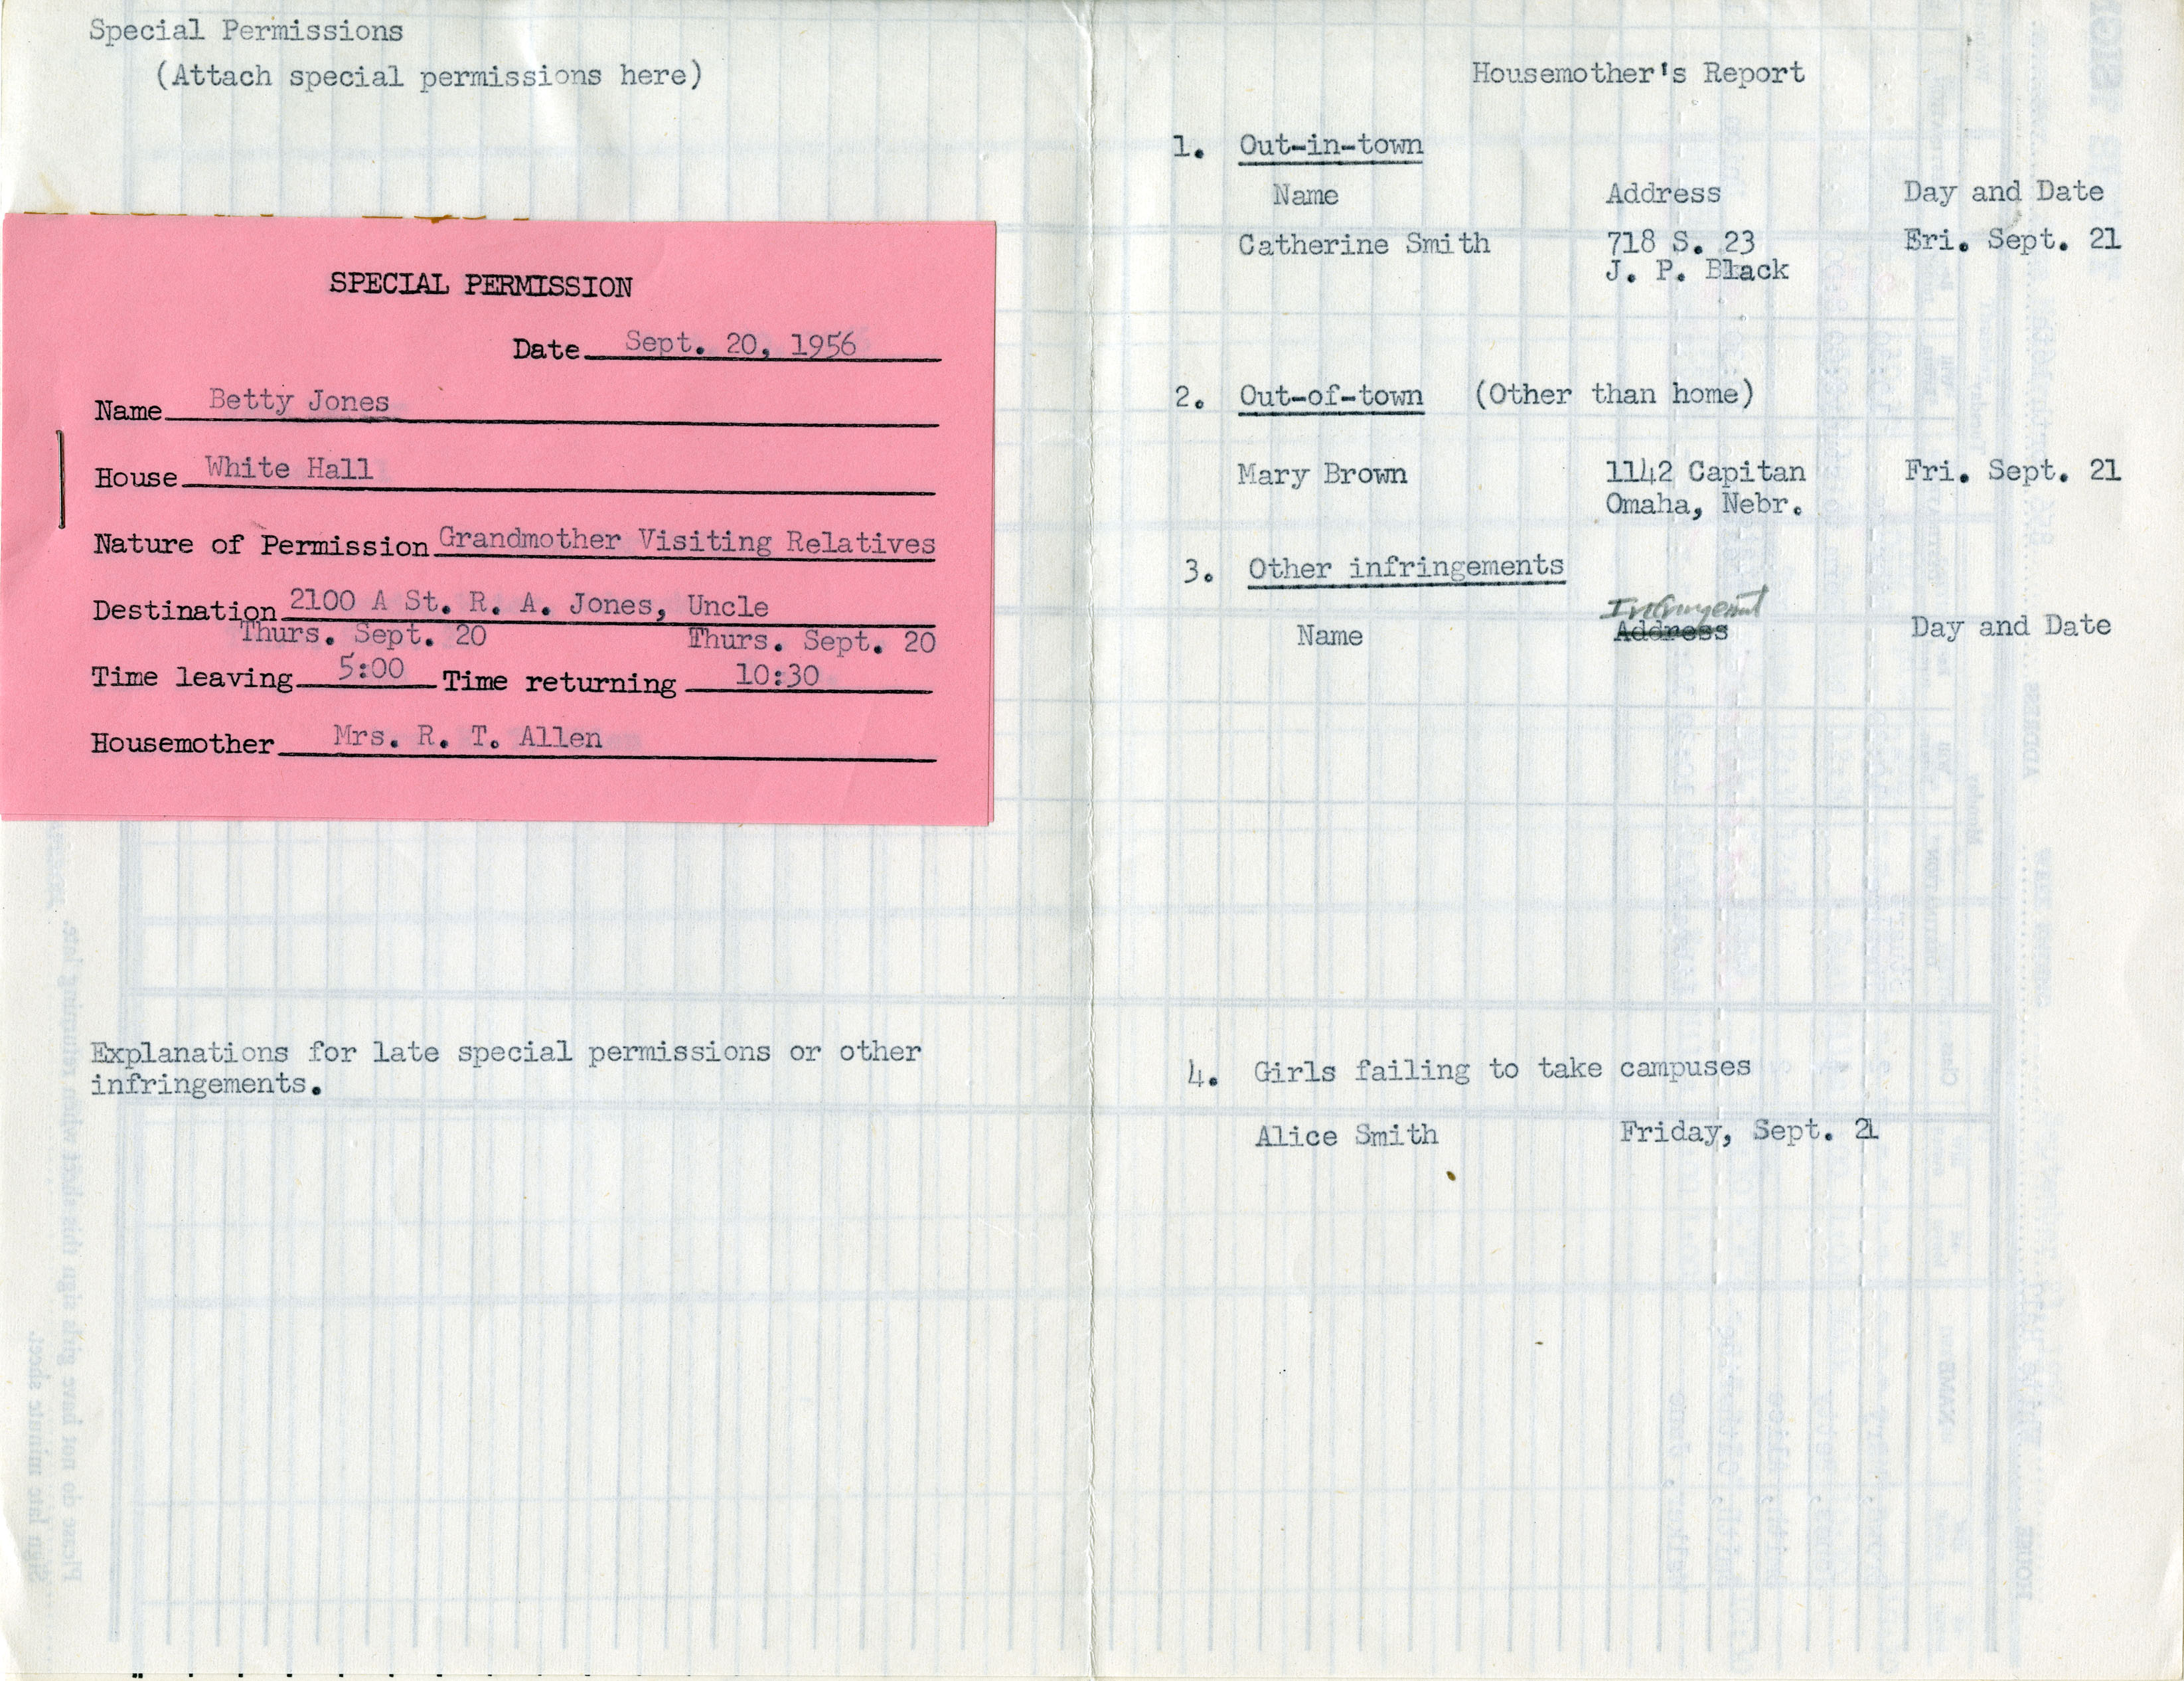 Special Permissions
(Attach special permissions here)
SPECIAL PERMISSION
Date Sept. 20, 1956
Name Betty Jones
House White Hall
Nature of Permission Grandmother Visiting Relatives
Destination 2100 A St. R. A. Jones, Uncle
Thurs. Sept. 20 Thurs. Sept. 20
Time leaving 5:00 Time returning 10:30
Housemother Mrs. R. T. Allen
Explanations for late special permissions or other
infringements.
Housemother's Report
1. Out-in-town
Name Address Day and Date
Catherine Smith 718 S. 23 Fri. Sept. 21
J. P. Black
2. Out-of-town (Other than home)
Mary Brown 1142 Capitan Fri. Sept. 21
Omaha, Nebr.
3. Other infringements
Infringement
Name Address Day and Date
4. Girls failing to take campuses
Alice Smith Friday, Sept. 21